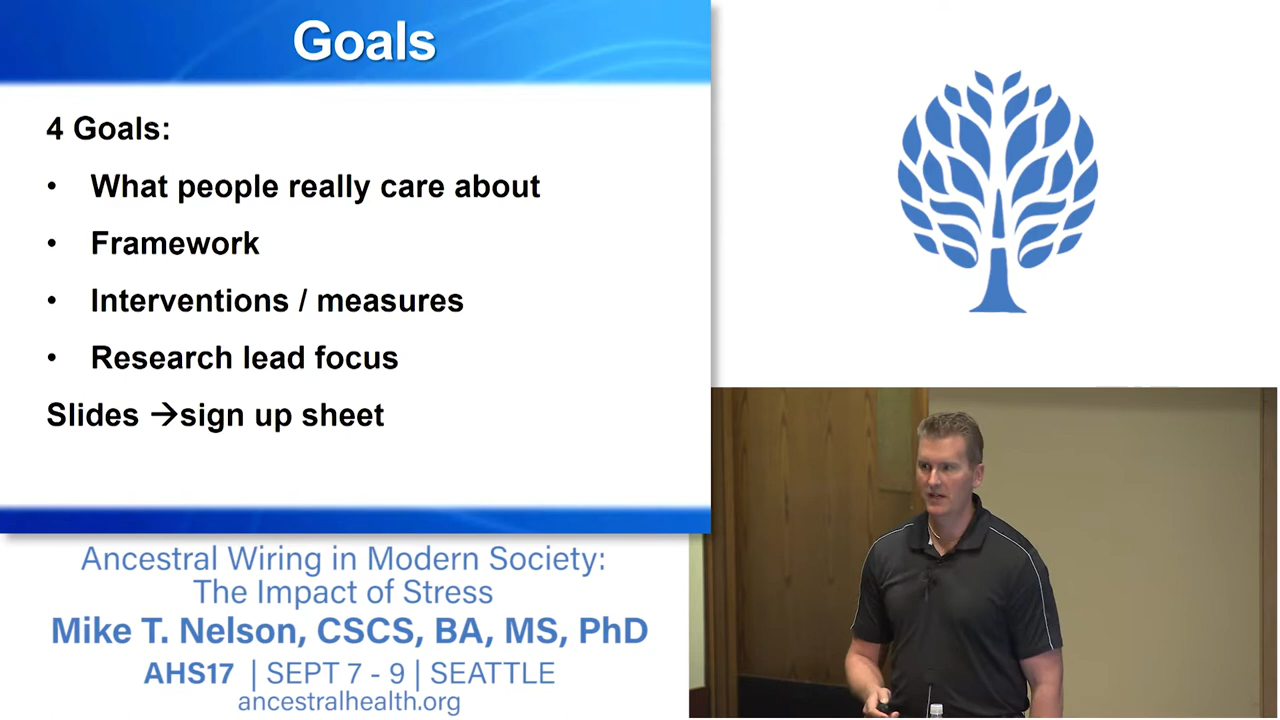 Goals
4 Goals:
• What people really care about
• Framework
• Interventions / measures
• Research lead focus
Slides →sign up sheet
Ancestral Wiring in Modern Society:
The Impact of Stress
Mike T. Nelson, CSCS, BA, MS, PhD
AHS17 | SEPT 7 - 9 | SEATTLE
ancestralhealth.org